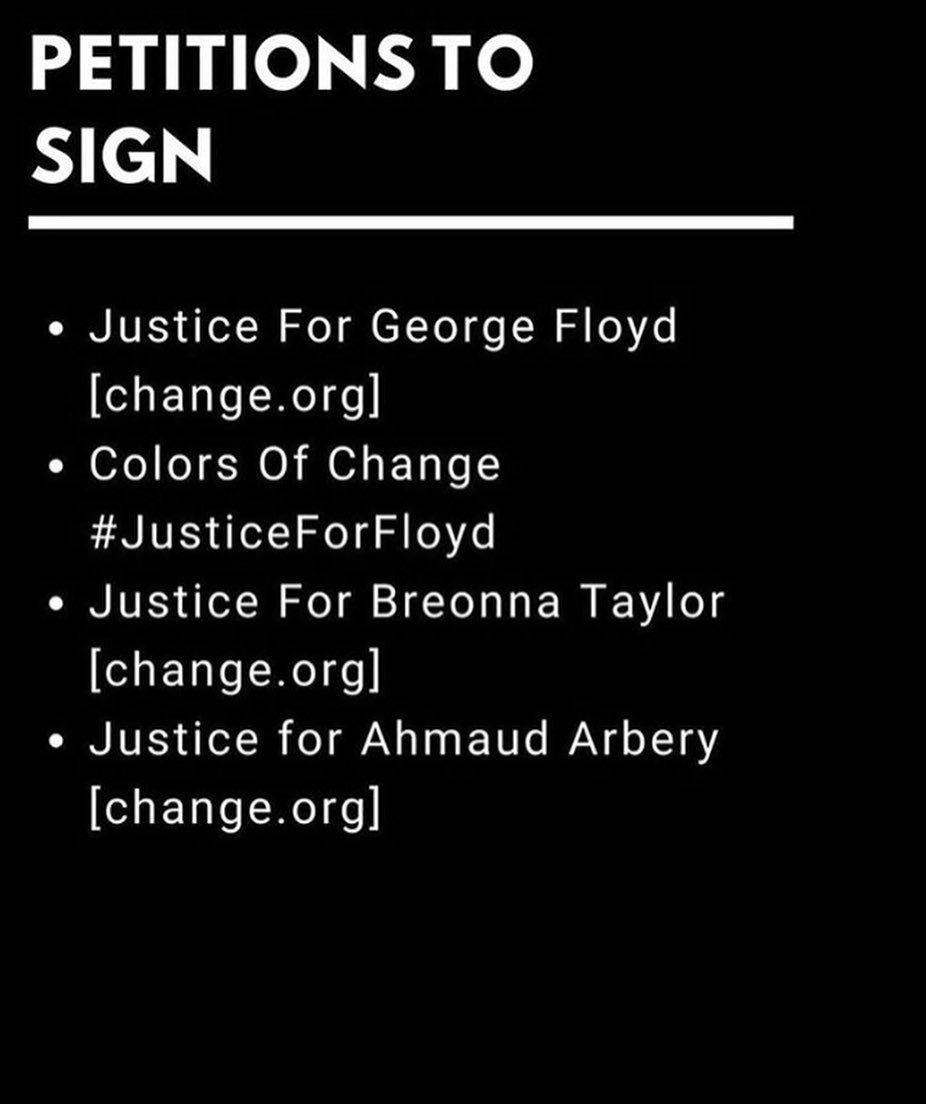 PETITIONS TO
SIGN
• Justice For George Floyd
[change.org]
• Colors Of Change
#JusticeForFloyd
• Justice For Breonna Taylor
[change.org]
• Justice for Ahmaud Arbery
[change.org]